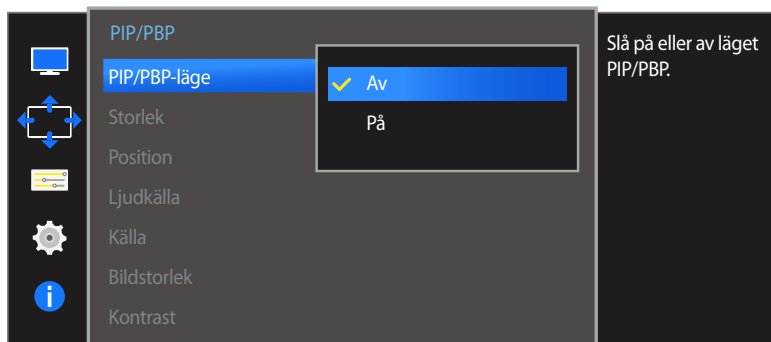 PIP/PBP
PIP/PBP-läge
Storlek
Position
Ljudkälla
Källa
Bildstorlek
Kontrast
Av
På
Slå på eller av läget
PIP/PBP.